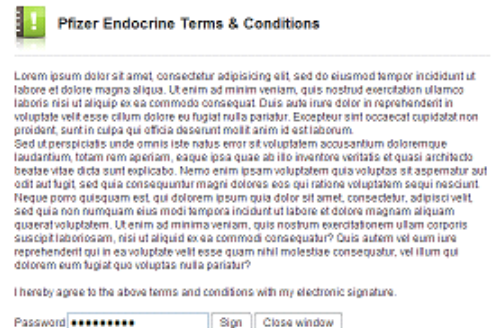 Pfizer Endocrine Terms & Conditions
Lorem ipsum dolor sit amet, consectetur adipisicing elit, sed do eiusmod tempor incididunt ut
labore et dolore magna aliqua. Ut enim ad minim veniam, quis nostrud exercitation ullamco
laboris nisi ut aliquip ex ea commodo consequat. Duis aute irure dolor in reprehenderit in
voluptate velit esse cillum dolore eu fugiat nulla pariatur. Excepteur sint occaecat cupidatat non
proident, sunt in culpa qui officia deserunt mollit anim id est laborum.
Sed ut perspiciatis unde omnis iste natus error sit voluptatem accusantium doloremque
laudantium, totam rem aperiam, eaque ipsa quae ab illo inventore veritatis et quasi architecto
beatae vitae dicta sunt explicabo. Nemo enim ipsam voluptatem quia voluptas sit aspernatur aut
odit aut fugit, sed quia consequuntur magni dolores eos qui ratione voluptatem sequi nesciunt.
Neque porro quisquam est, qui dolorem ipsum quia dolor sit amet, consectetur, adipisci velit,
sed quia non numquam eius modi tempora incidunt ut labore et dolore magnam aliquam
quaerat voluptatem. Ut enim ad minima veniam, quis nostrum exercitationem ullam corporis
suscipit laboriosam, nisi ut aliquid ex ea commodi consequatur? Quis autem vel eum iure
reprehenderit qui in ea voluptate velit esse quam nihil molestiae consequatur, vel illum qui
dolorem eum fugiat quo voluptas nulla pariatur?
I hereby agree to the above terms and conditions with my electronic signature.
Password ●●●●●●●●● Sign Close window